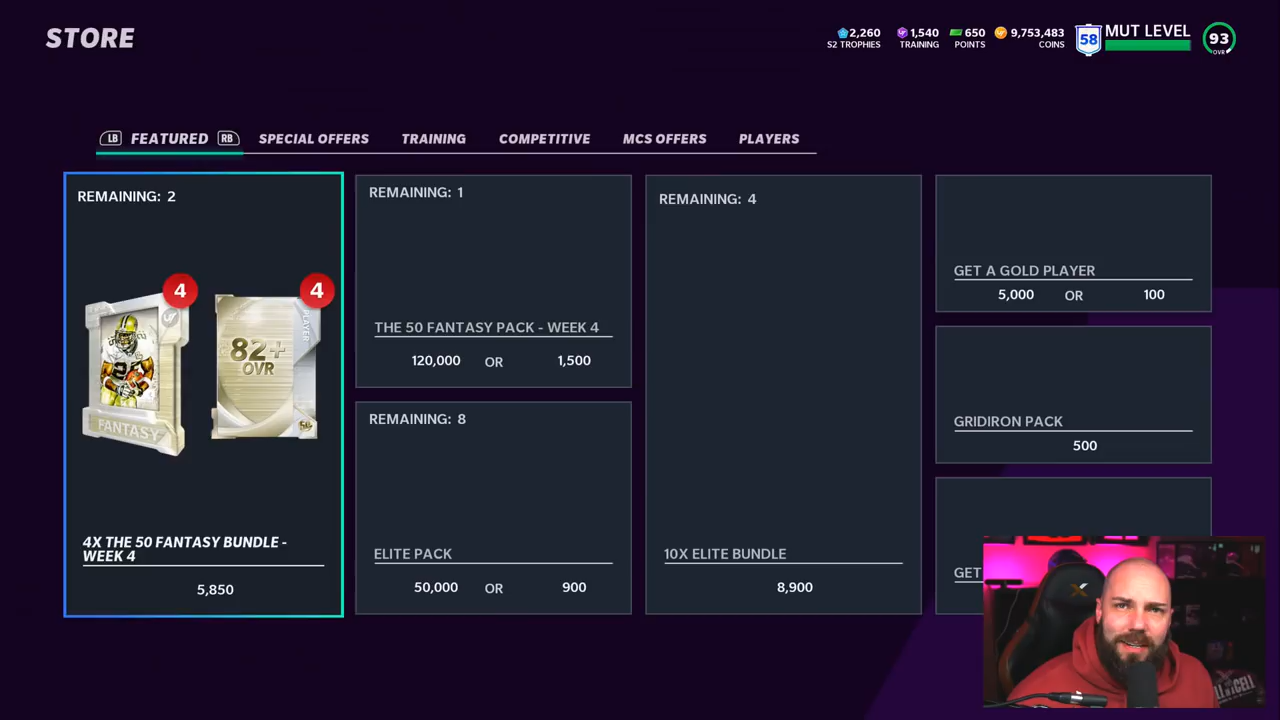 STORE
2,260
S2 TROPHIES
1,540
TRAINING
650
POINTS
9,753,483
COINS
58
MUT LEVEL
93
OVR
LB FEATURED RB
SPECIAL OFFERS
TRAINING
COMPETITIVE
MCS OFFERS
PLAYERS
REMAINING: 2
4
4
FANTASY
82+
OVR
PLAYER
4X THE 50 FANTASY BUNDLE -
WEEK 4
5,850
REMAINING: 1
THE 50 FANTASY PACK - WEEK 4
120,000 OR 1,500
REMAINING: 8
ELITE PACK
50,000 OR 900
REMAINING: 4
10X ELITE BUNDLE
8,900
GET A GOLD PLAYER
5,000 OR 100
GRIDIRON PACK
500
GET